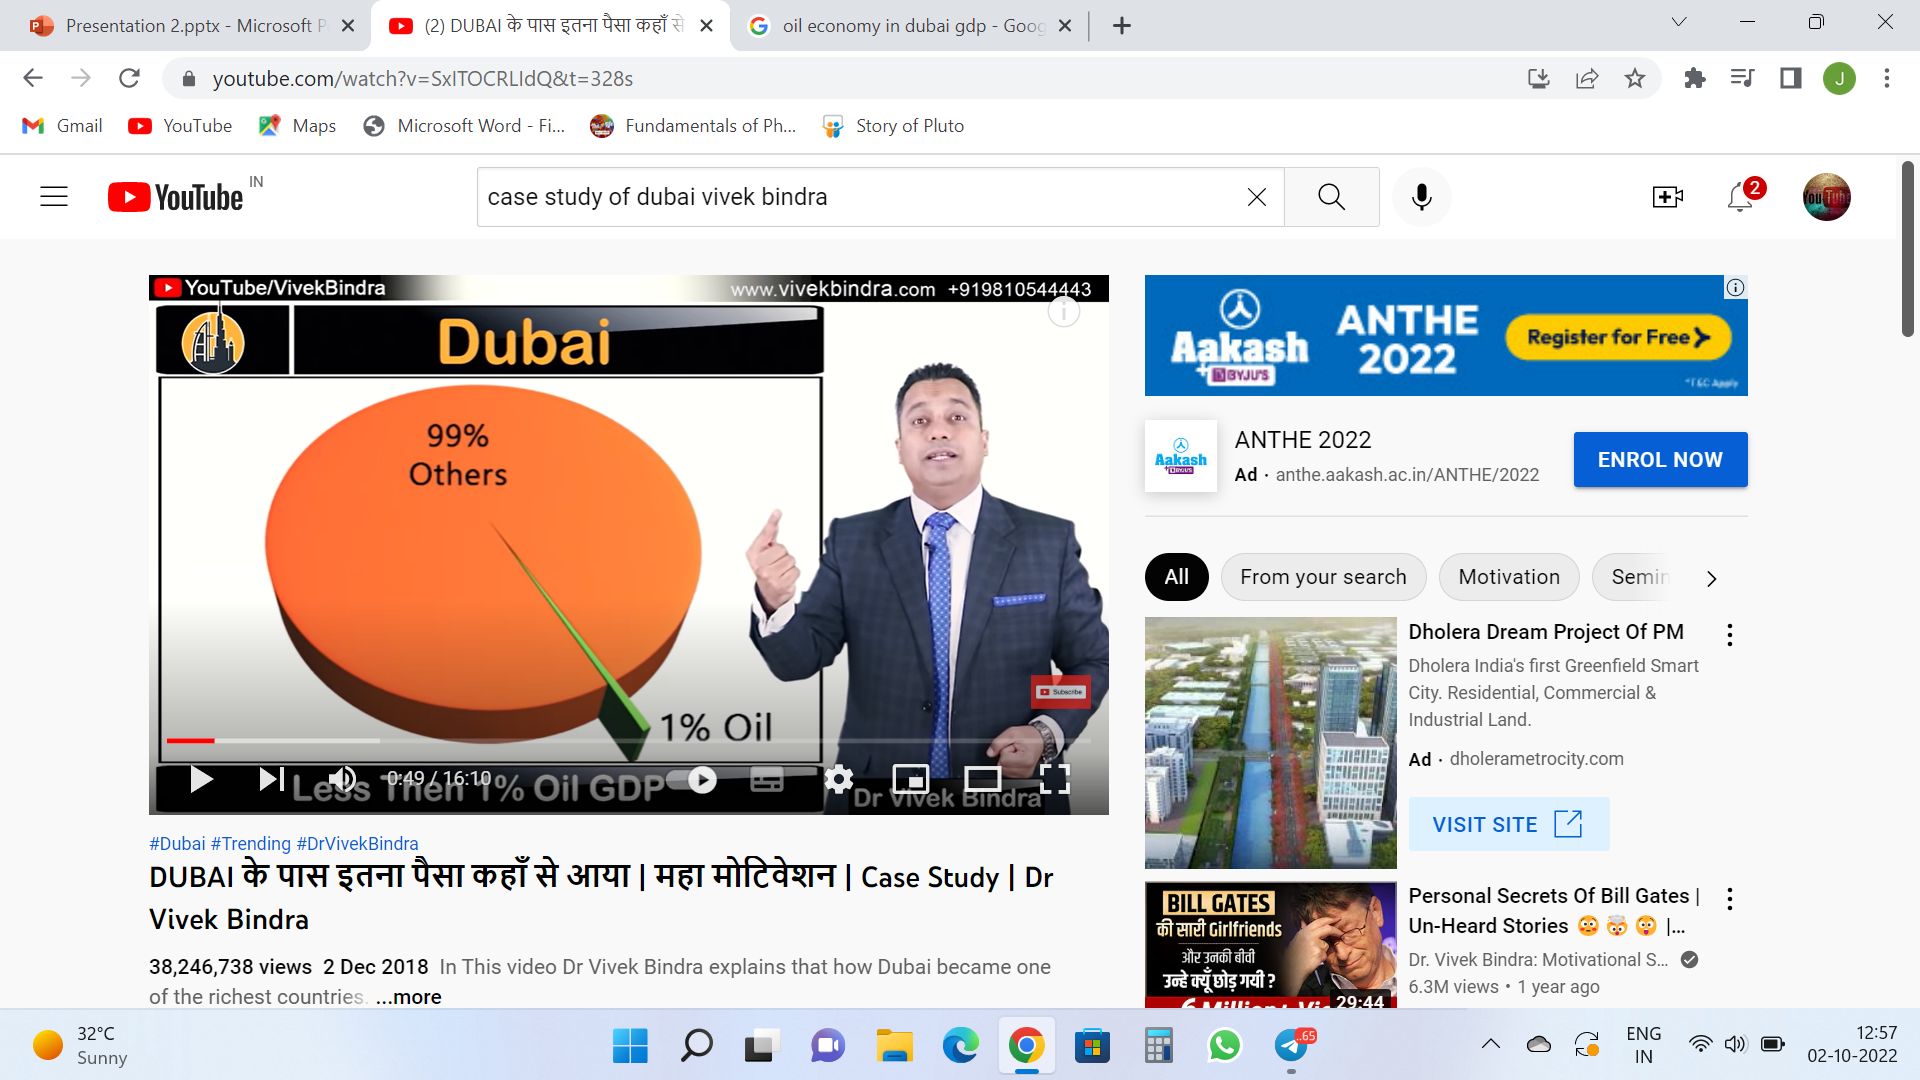 Presentation 2.pptx - Microsoft P
(2) DUBAI के पास इतना पैसा कहाँ से
oil economy in dubai gdp - Goog
youtube.com/watch?v=SxITOCRLIdQ&t=328s
J
Gmail
YouTube
Maps
Microsoft Word - Fi...
Fundamentals of Ph...
Story of Pluto
YouTube IN
case study of dubai vivek bindra
2
YouTube/VivekBindra
www.vivekbindra.com +919810544443
Dubai
99%
Others
1% Oil
Subscribe
0:49 / 16:10
Less Then 1% Oil GDP
Dr Vivek Bindra
#Dubai #Trending #DrVivekBindra
DUBAI के पास इतना पैसा कहाँ से आया | महा मोटिवेशन | Case Study | Dr
Vivek Bindra
38,246,738 views 2 Dec 2018 In This video Dr Vivek Bindra explains that how Dubai became one
of the richest countries. ...more
Aakash
+BYJU'S
ANTHE
2022
Register for Free
*T&C Apply
Aakash
+BYJU'S
ANTHE 2022
Ad · anthe.aakash.ac.in/ANTHE/2022
ENROL NOW
All
From your search
Motivation
Semin
Dholera Dream Project Of PM
Dholera India's first Greenfield Smart
City. Residential, Commercial &
Industrial Land.
Ad · dholerametrocity.com
VISIT SITE
BILL GATES
की सारी Girlfriends
और उनकी बीवी
उन्हे क्यूँ छोड़ गयी ?
29:44
Personal Secrets Of Bill Gates |
Un-Heard Stories 😳 🤯 😲 |...
Dr. Vivek Bindra: Motivational S...
6.3M views • 1 year ago
32°C
Sunny
..65
ENG
IN
12:57
02-10-2022